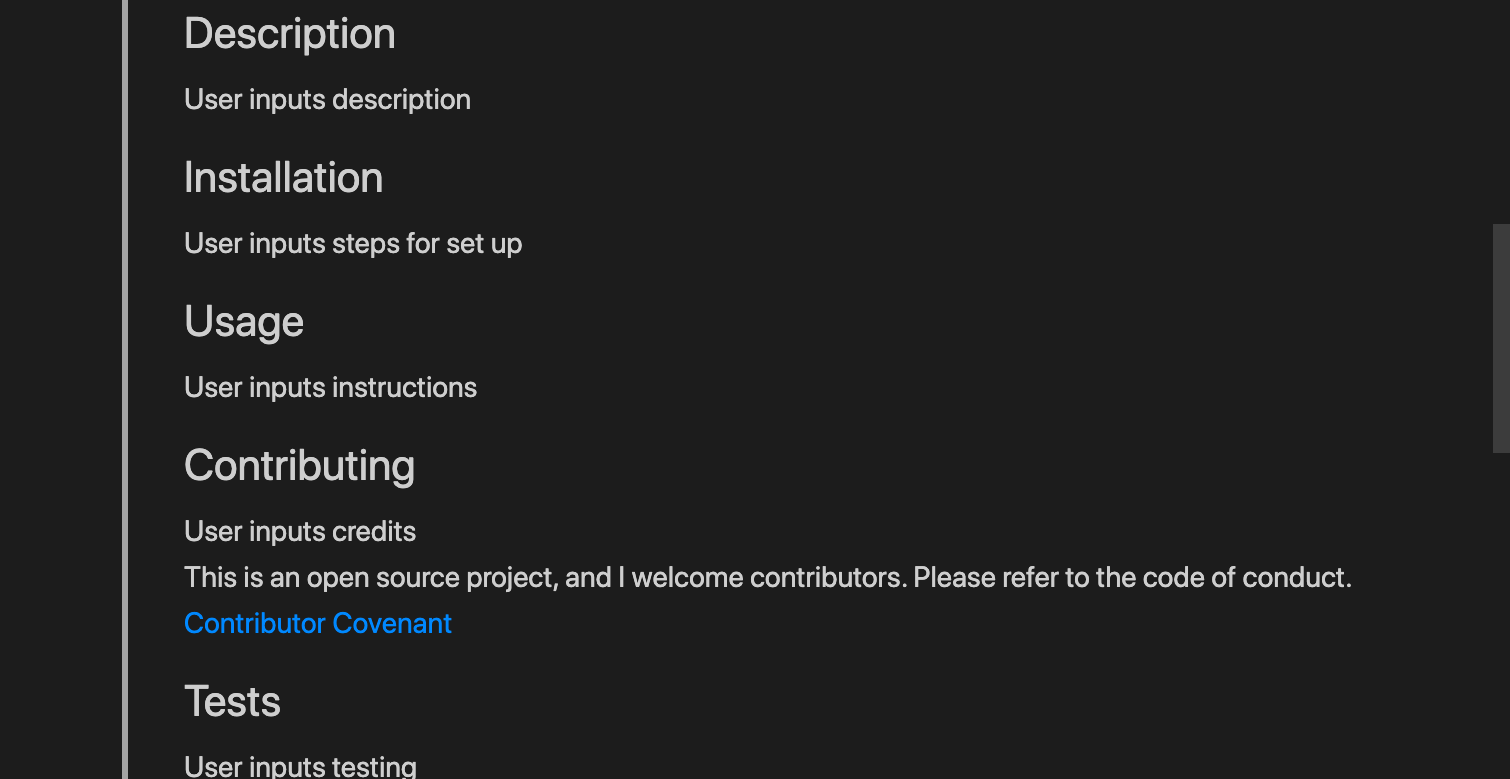 Description
User inputs description
Installation
User inputs steps for set up
Usage
User inputs instructions
Contributing
User inputs credits
This is an open source project, and I welcome contributors. Please refer to the code of conduct.
Contributor Covenant
Tests
User inputs testing